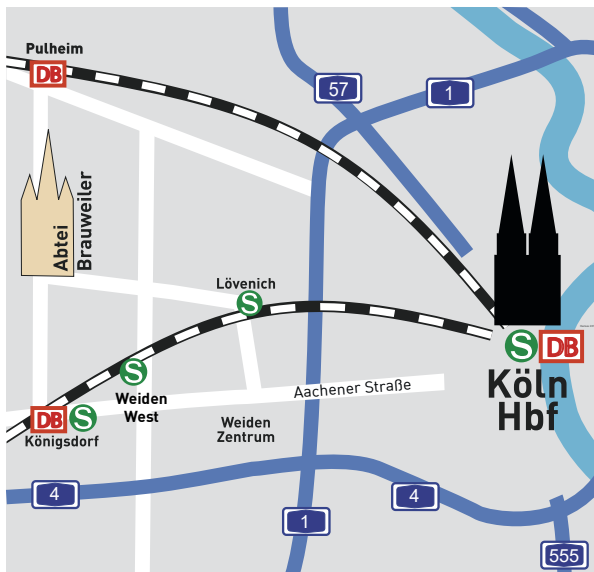 Pulheim
DB
57
1
Abtei
Brauweiler
Lövenich
S
S
DB
Köln
Hbf
S
Weiden
West
Aachener Straße
DB
S
Königsdorf
Weiden
Zentrum
4
4
1
555